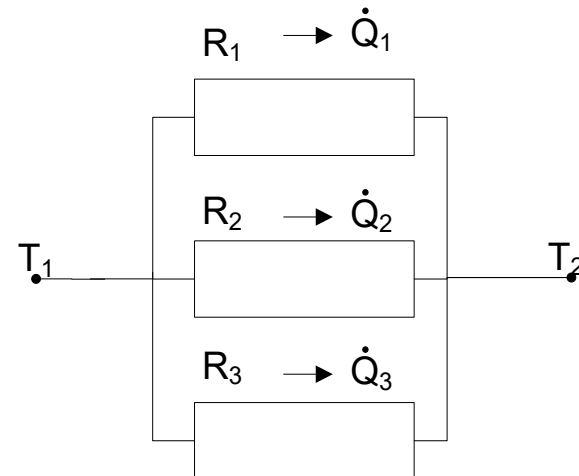 R₁ → Q̇₁
R₂ → Q̇₂
T₁
T₂
R₃ → Q̇₃